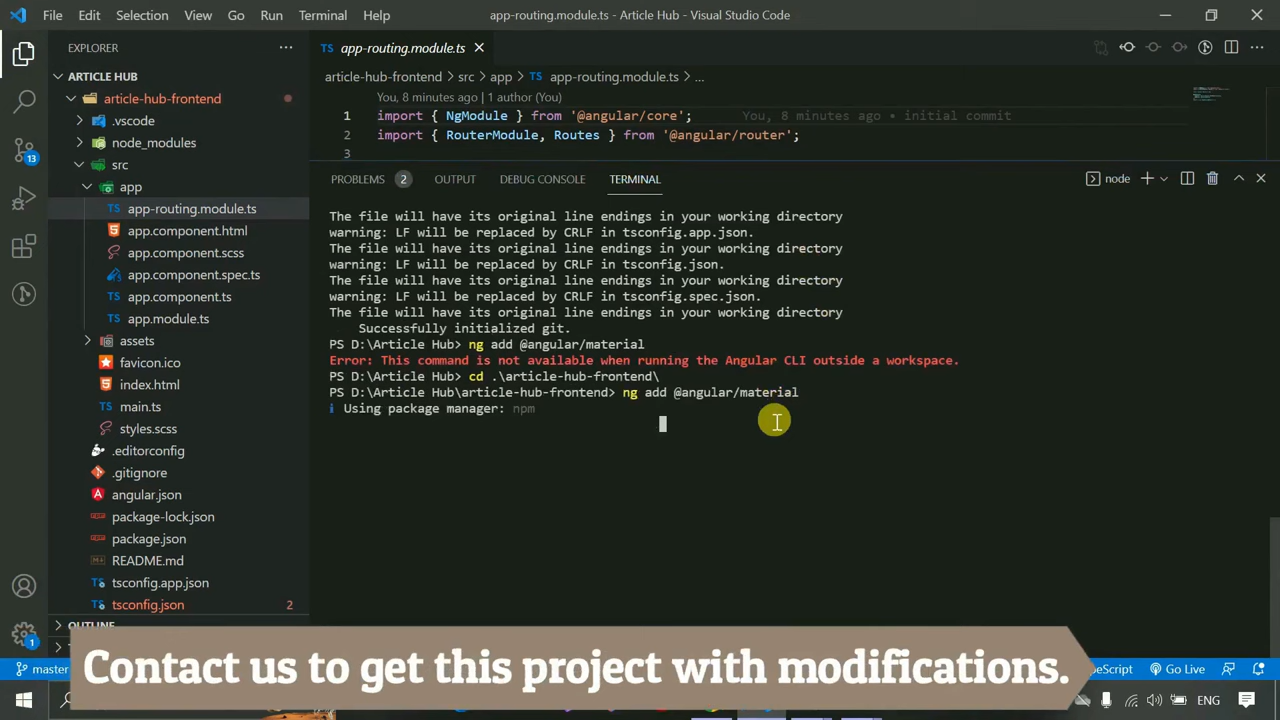 File Edit Selection View Go Run Terminal Help app-routing.module.ts - Article Hub - Visual Studio Code
EXPLORER
ARTICLE HUB
article-hub-frontend
.vscode
node_modules
src
app
app-routing.module.ts
app.component.html
app.component.scss
app.component.spec.ts
app.component.ts
app.module.ts
assets
favicon.ico
index.html
main.ts
styles.scss
.editorconfig
.gitignore
angular.json
package-lock.json
package.json
README.md
tsconfig.app.json
tsconfig.json 2
OUTLINE
13
1
TS app-routing.module.ts
article-hub-frontend > src > app > TS app-routing.module.ts > ...
You, 8 minutes ago | 1 author (You)
1 import { NgModule } from '@angular/core'; You, 8 minutes ago • initial commit
2 import { RouterModule, Routes } from '@angular/router';
3
PROBLEMS 2 OUTPUT DEBUG CONSOLE TERMINAL node
The file will have its original line endings in your working directory
warning: LF will be replaced by CRLF in tsconfig.app.json.
The file will have its original line endings in your working directory
warning: LF will be replaced by CRLF in tsconfig.json.
The file will have its original line endings in your working directory
warning: LF will be replaced by CRLF in tsconfig.spec.json.
The file will have its original line endings in your working directory
Successfully initialized git.
PS D:\Article Hub> ng add @angular/material
Error: This command is not available when running the Angular CLI outside a workspace.
PS D:\Article Hub> cd .\article-hub-frontend\
PS D:\Article Hub\article-hub-frontend> ng add @angular/material
i Using package manager: npm
Contact us to get this project with modifications.
master
Go Live
ENG